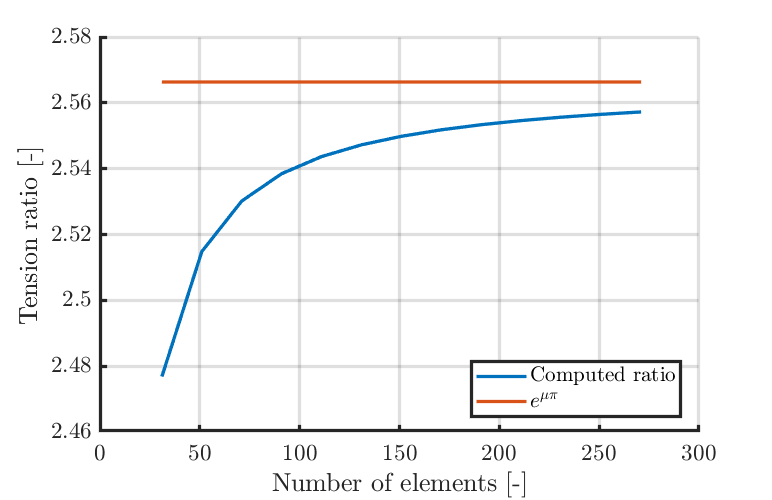 2.58
2.56
2.54
2.52
2.5
2.48
2.46
Tension ratio [-]
0 50 100 150 200 250 300
Number of elements [-]
Computed ratio
e^{μπ}